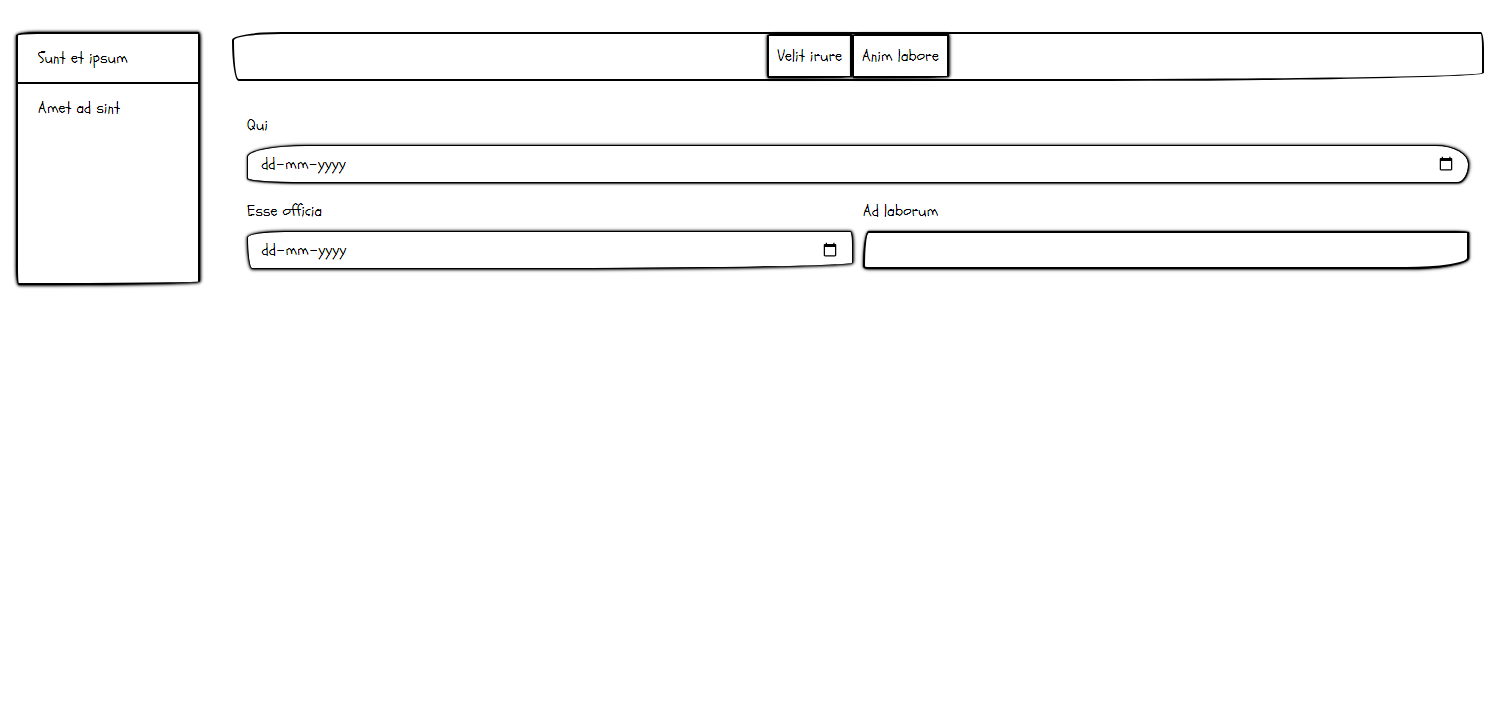 Sunt et ipsum
Amet ad sint
Velit irure Anim labore
Qui
dd-mm-yyyy
Esse officia Ad laborum
dd-mm-yyyy